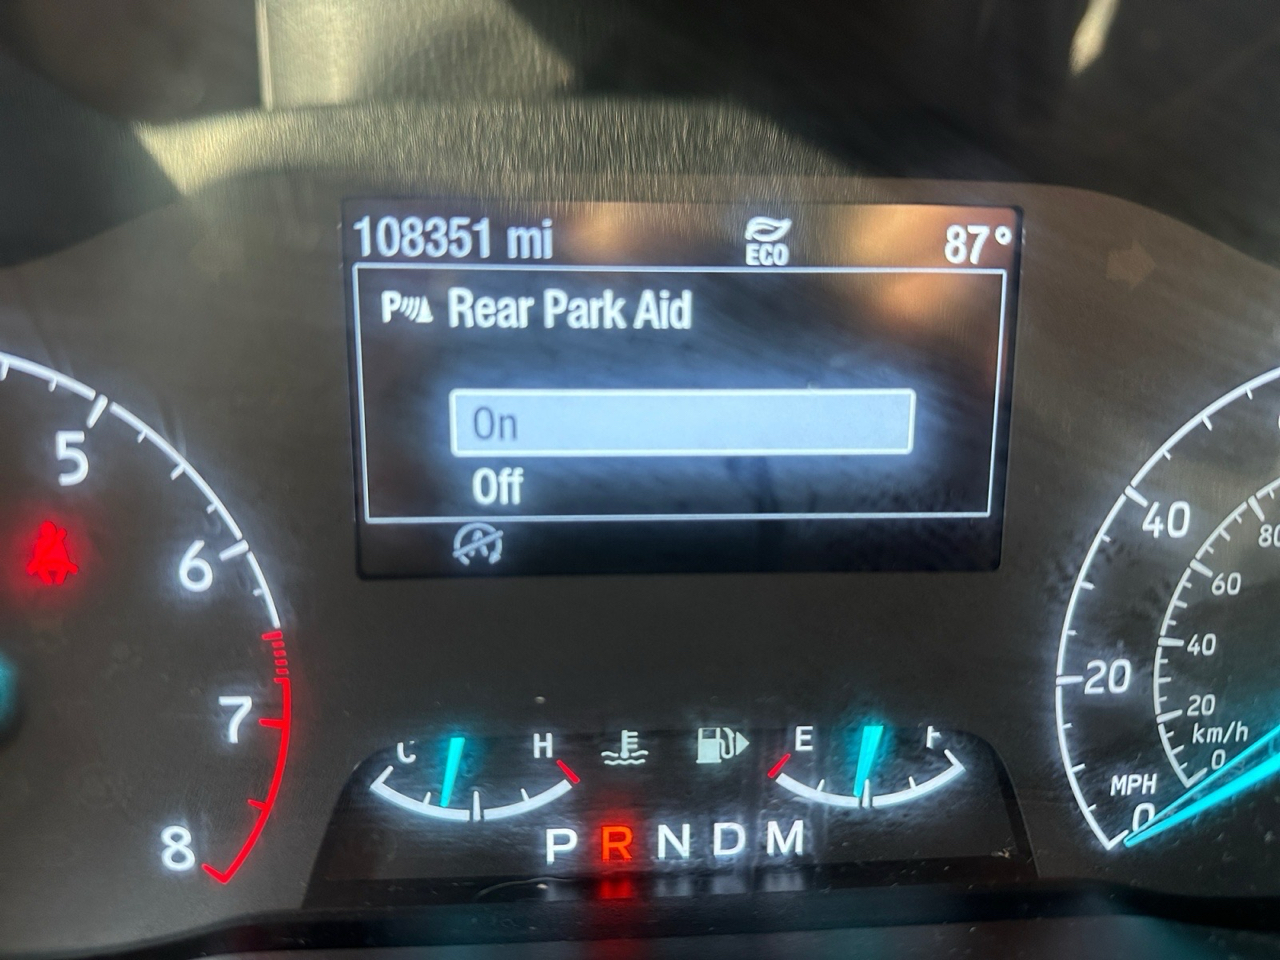 108351 mi ECO 87°
P Rear Park Aid
On
Off
A
5
6
7
8
C H E F
P R N D M
40
20
MPH
0
80
60
40
20
km/h
0